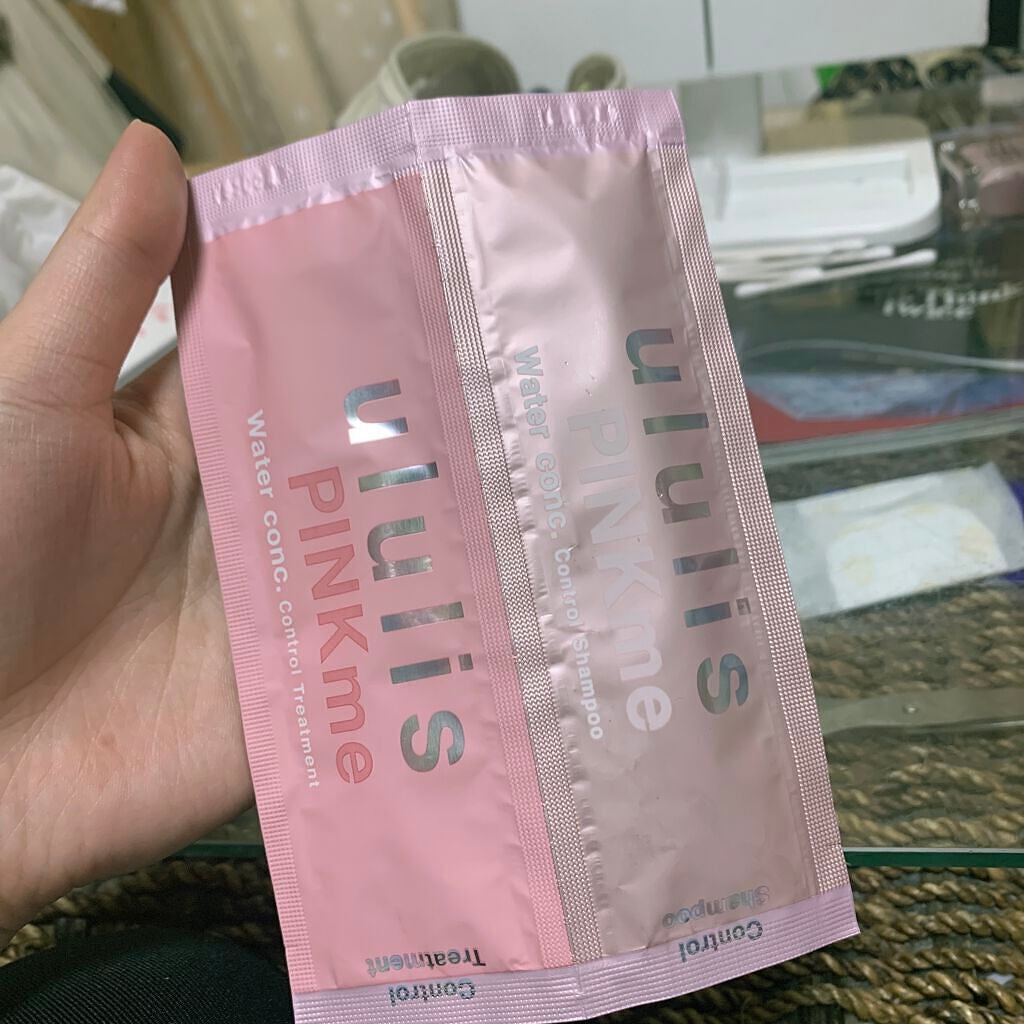 ululis
PINKme
Water conc. Control Treatment
Control
Treatment
ululis
PINKme
Water conc. Control Shampoo
Control
Shampoo